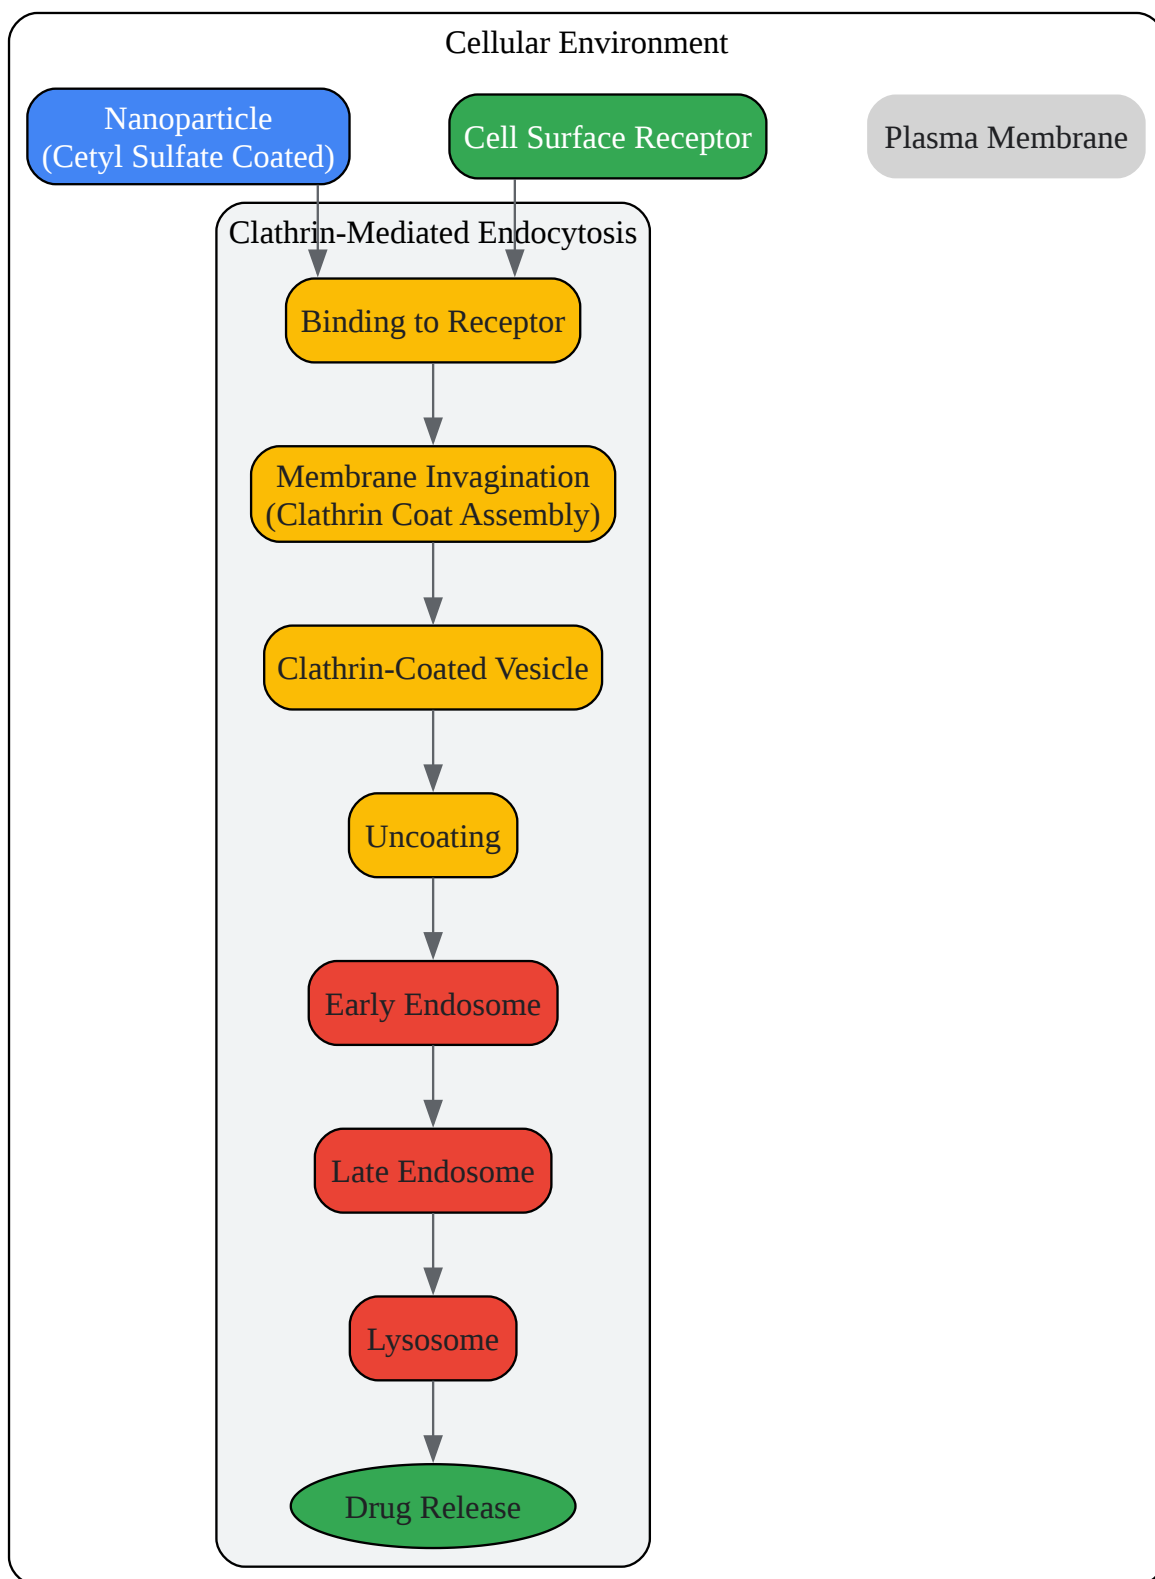 Cellular Environment
Nanoparticle
(Cetyl Sulfate Coated)
Cell Surface Receptor
Plasma Membrane
Clathrin-Mediated Endocytosis
Binding to Receptor
Membrane Invagination
(Clathrin Coat Assembly)
Clathrin-Coated Vesicle
Uncoating
Early Endosome
Late Endosome
Lysosome
Drug Release